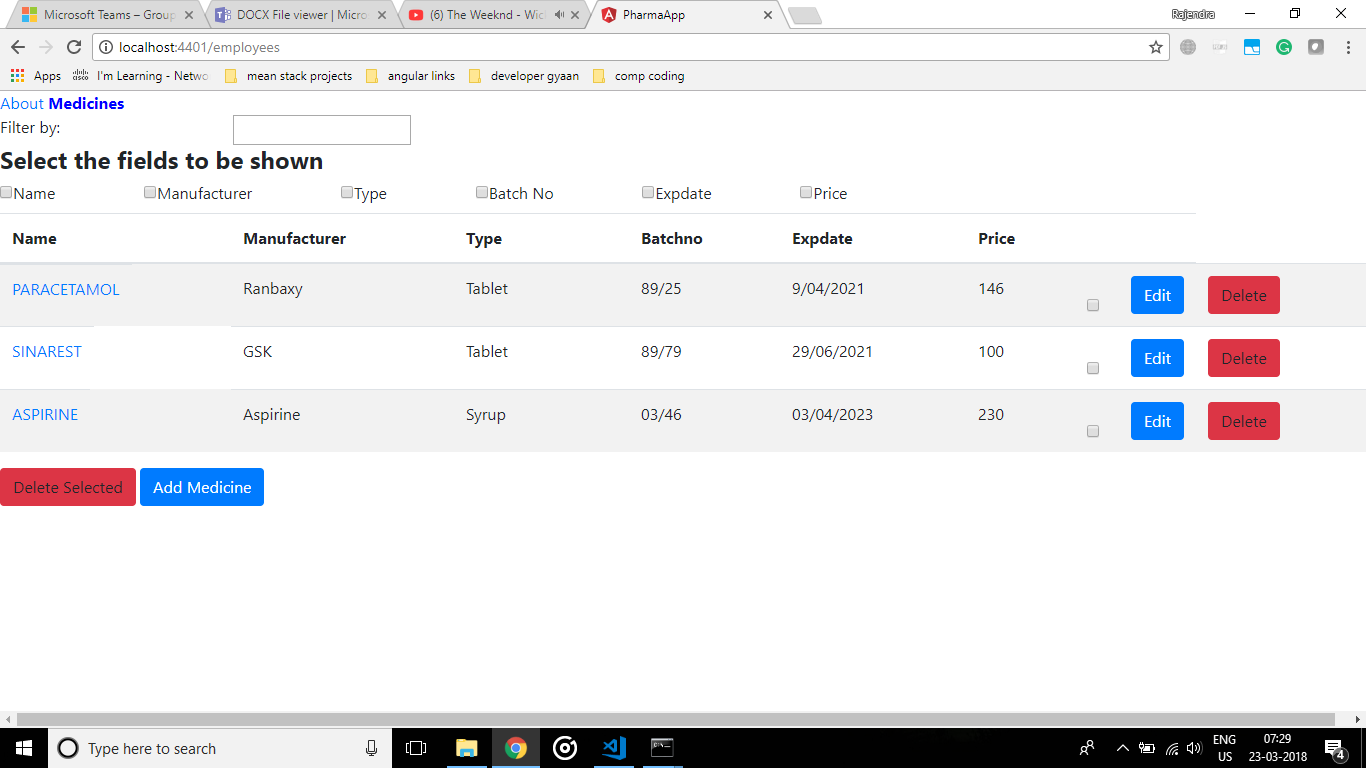 Microsoft Teams – Group DOCX File viewer | Micro (6) The Weeknd - Wic PharmaApp Rajendra
localhost:4401/employees
Apps I'm Learning - Netwo mean stack projects angular links developer gyaan comp coding
About Medicines
Filter by:
Select the fields to be shown
Name Manufacturer Type Batch No Expdate Price
Name Manufacturer Type Batchno Expdate Price
PARACETAMOL Ranbaxy Tablet 89/25 9/04/2021 146 Edit Delete
SINAREST GSK Tablet 89/79 29/06/2021 100 Edit Delete
ASPIRINE Aspirine Syrup 03/46 03/04/2023 230 Edit Delete
Delete Selected Add Medicine
Type here to search ENG 07:29
US 23-03-2018 4